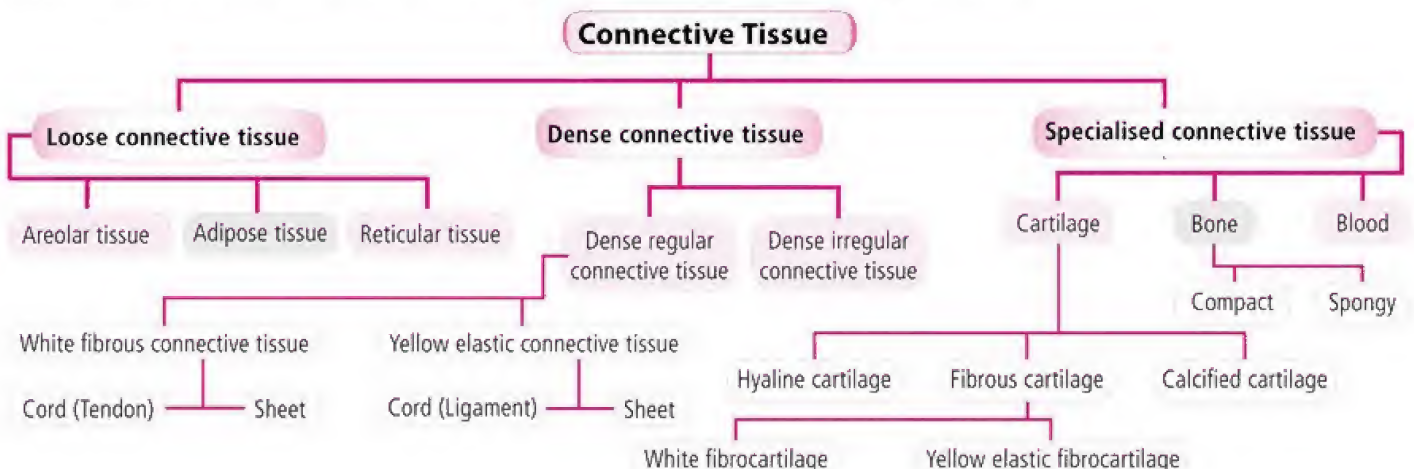 Connective Tissue
Loose connective tissue
Dense connective tissue
Specialised connective tissue
Areolar tissue
Adipose tissue
Reticular tissue
Dense regular
connective tissue
Dense irregular
connective tissue
Cartilage
Bone
Blood
Compact
Spongy
White fibrous connective tissue
Yellow elastic connective tissue
Cord (Tendon)
Sheet
Cord (Ligament)
Sheet
Hyaline cartilage
Fibrous cartilage
Calcified cartilage
White fibrocartilage
Yellow elastic fibrocartilage